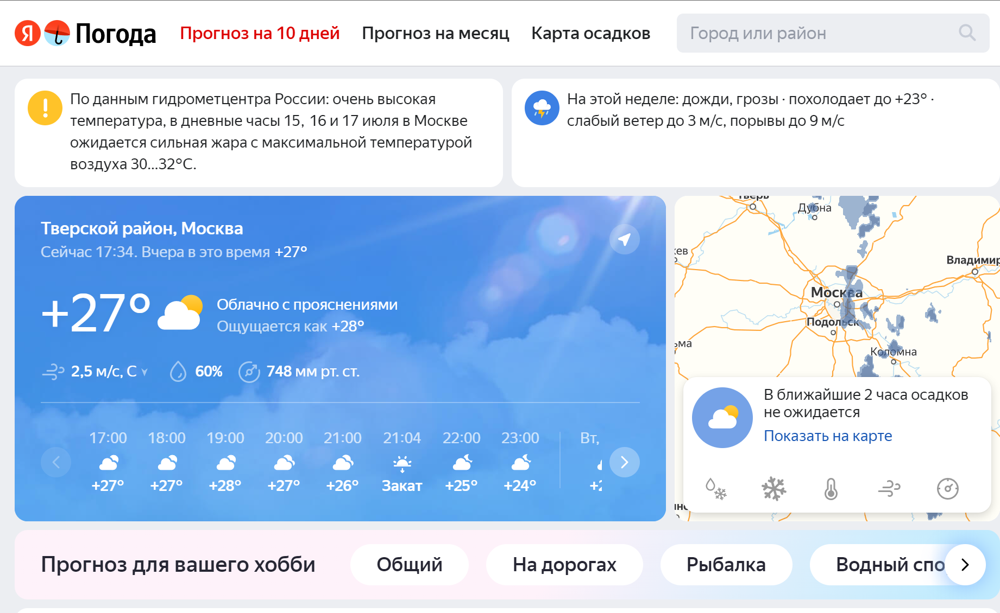 Я Погода
Прогноз на 10 дней
Прогноз на месяц
Карта осадков
Город или район
По данным гидрометцентра России: очень высокая
температура, в дневные часы 15, 16 и 17 июля в Москве
ожидается сильная жара с максимальной температурой
воздуха 30...32°C.
На этой неделе: дожди, грозы · похолодает до +23° ·
слабый ветер до 3 м/с, порывы до 9 м/с
Тверской район, Москва
Сейчас 17:34. Вчера в это время +27°
+27°
Облачно с прояснениями
Ощущается как +28°
2,5 м/с, С
60%
748 мм рт. ст.
17:00 18:00 19:00 20:00 21:00 21:04 22:00 23:00 Вт,
+27° +27° +28° +27° +26° Закат +25° +24°
Тверь
Дубна
Владимир
Москва
Подольск
Коломна
В ближайшие 2 часа осадков
не ожидается
Показать на карте
Прогноз для вашего хобби
Общий
На дорогах
Рыбалка
Водный спо